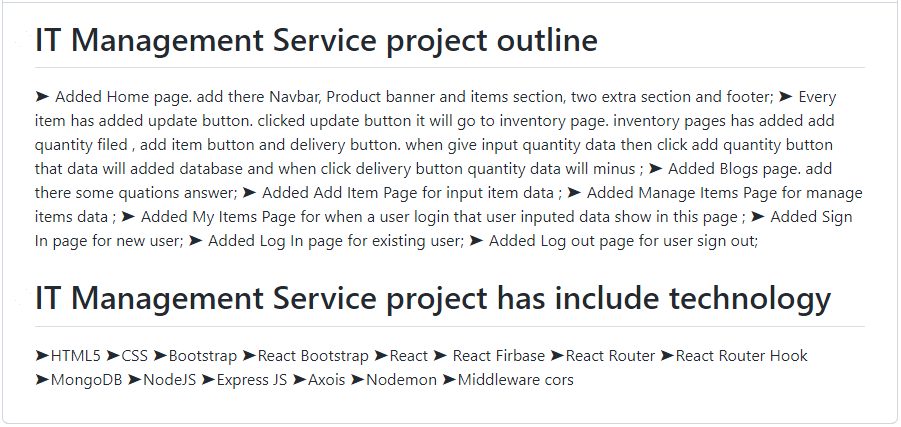 IT Management Service project outline
➤ Added Home page. add there Navbar, Product banner and items section, two extra section and footer; ➤ Every
item has added update button. clicked update button it will go to inventory page. inventory pages has added add
quantity filed , add item button and delivery button. when give input quantity data then click add quantity button
that data will added database and when click delivery button quantity data will minus ; ➤ Added Blogs page. add
there some quations answer; ➤ Added Add Item Page for input item data ; ➤ Added Manage Items Page for manage
items data ; ➤ Added My Items Page for when a user login that user inputed data show in this page ; ➤ Added Sign
In page for new user; ➤ Added Log In page for existing user; ➤ Added Log out page for user sign out;
IT Management Service project has include technology
➤HTML5 ➤CSS ➤Bootstrap ➤React Bootstrap ➤React ➤ React Firbase ➤React Router ➤React Router Hook
➤MongoDB ➤NodeJS ➤Express JS ➤Axois ➤Nodemon ➤Middleware cors